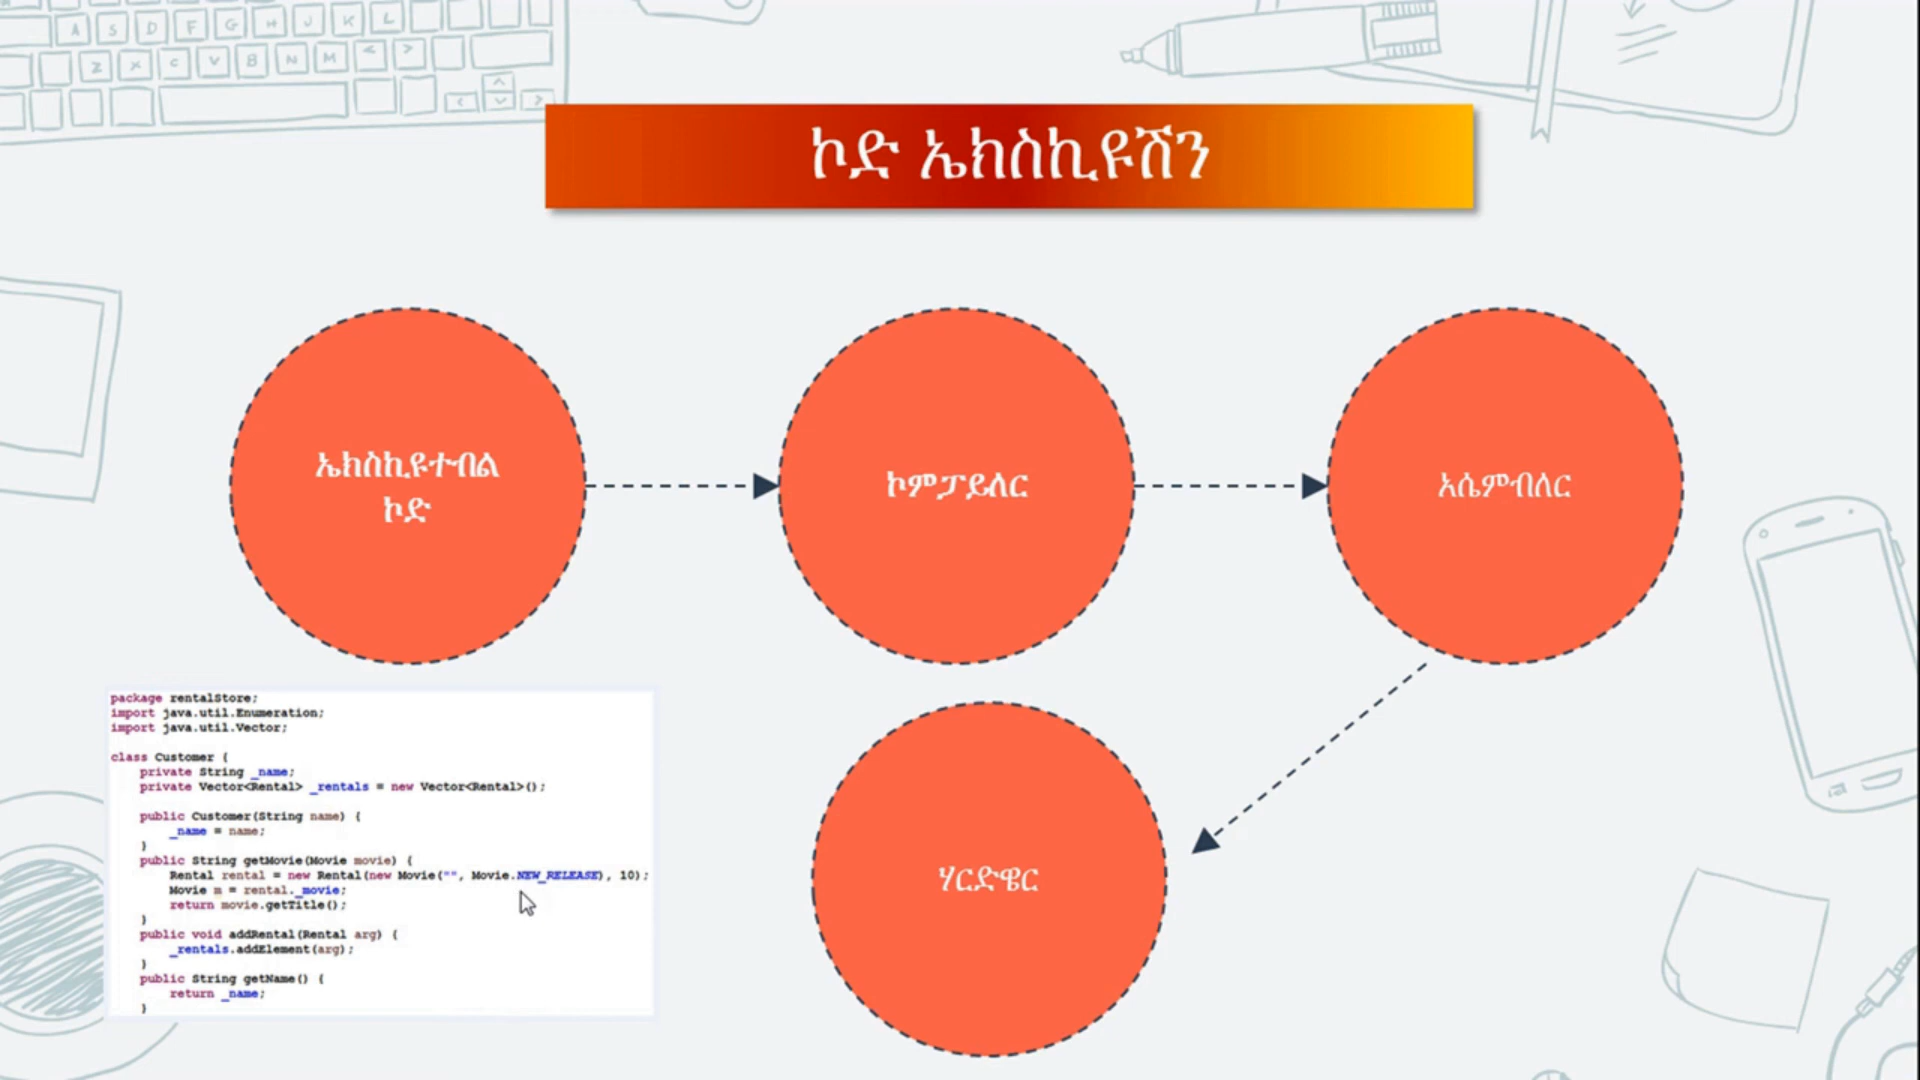 ኮድ ኤክስኪዩሽን
ኤክስኪዩተብል
ኮድ
ኮምፓይለር
አሴምብለር
ሃርድዌር
package rentalStore;
import java.util.Enumeration;
import java.util.Vector;
class Customer {
private String _name;
private Vector<Rental> _rentals = new Vector<Rental>();
public Customer(String name) {
_name = name;
}
public String getMovie(Movie movie) {
Rental rental = new Rental(new Movie("", Movie.NEW_RELEASE), 10);
Movie m = rental._movie;
return movie.getTitle();
}
public void addRental(Rental arg) {
_rentals.addElement(arg);
}
public String getName() {
return _name;
}
A S D F G H J K L
Z X C V B N M < >